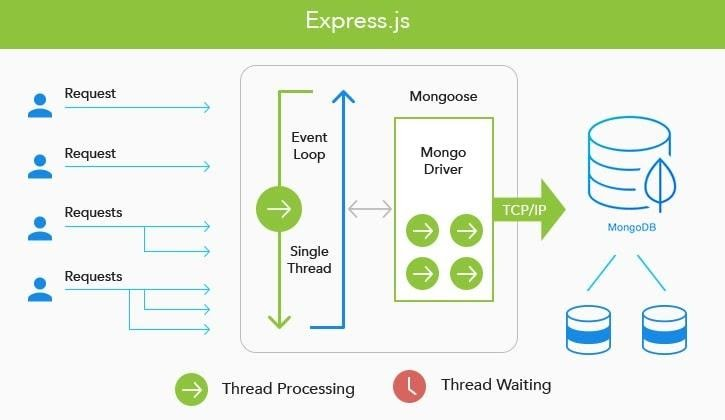 Express.js
Request
Request
Requests
Requests
Event
Loop
Single
Thread
Mongoose
Mongo
Driver
TCP/IP
MongoDB
Thread Processing
Thread Waiting